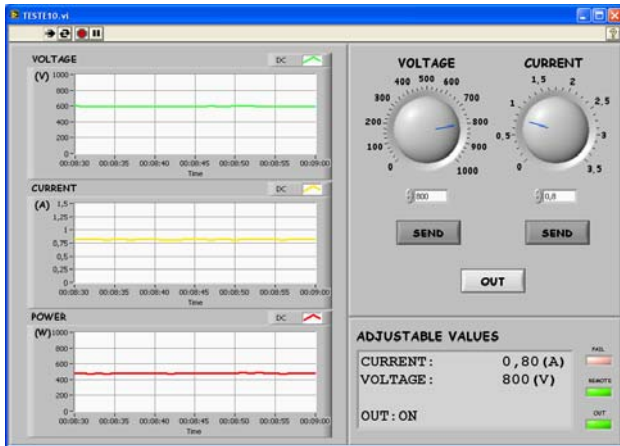 TESTE10.vi
VOLTAGE
DC
(V)
1000
800
600
400
200
0
00:08:30 00:08:35 00:08:40 00:08:45 00:08:50 00:08:55 00:09:00
Time
CURRENT
DC
(A)
1,5
1,25
1
0,75
0,5
0,25
0
00:08:30 00:08:35 00:08:40 00:08:45 00:08:50 00:08:55 00:09:00
Time
POWER
DC
(W)
1000
800
600
400
200
0
00:08:30 00:08:35 00:08:40 00:08:45 00:08:50 00:08:55 00:09:00
Time
VOLTAGE
0 100 200 300 400 500 600 700 800 900 1000
800
SEND
CURRENT
0 0,5 1 1,5 2 2,5 3 3,5
0,8
SEND
OUT
ADJUSTABLE VALUES
CURRENT: 0,80 (A)
VOLTAGE: 800 (V)
OUT:ON
FAIL
REMOTE
OUT